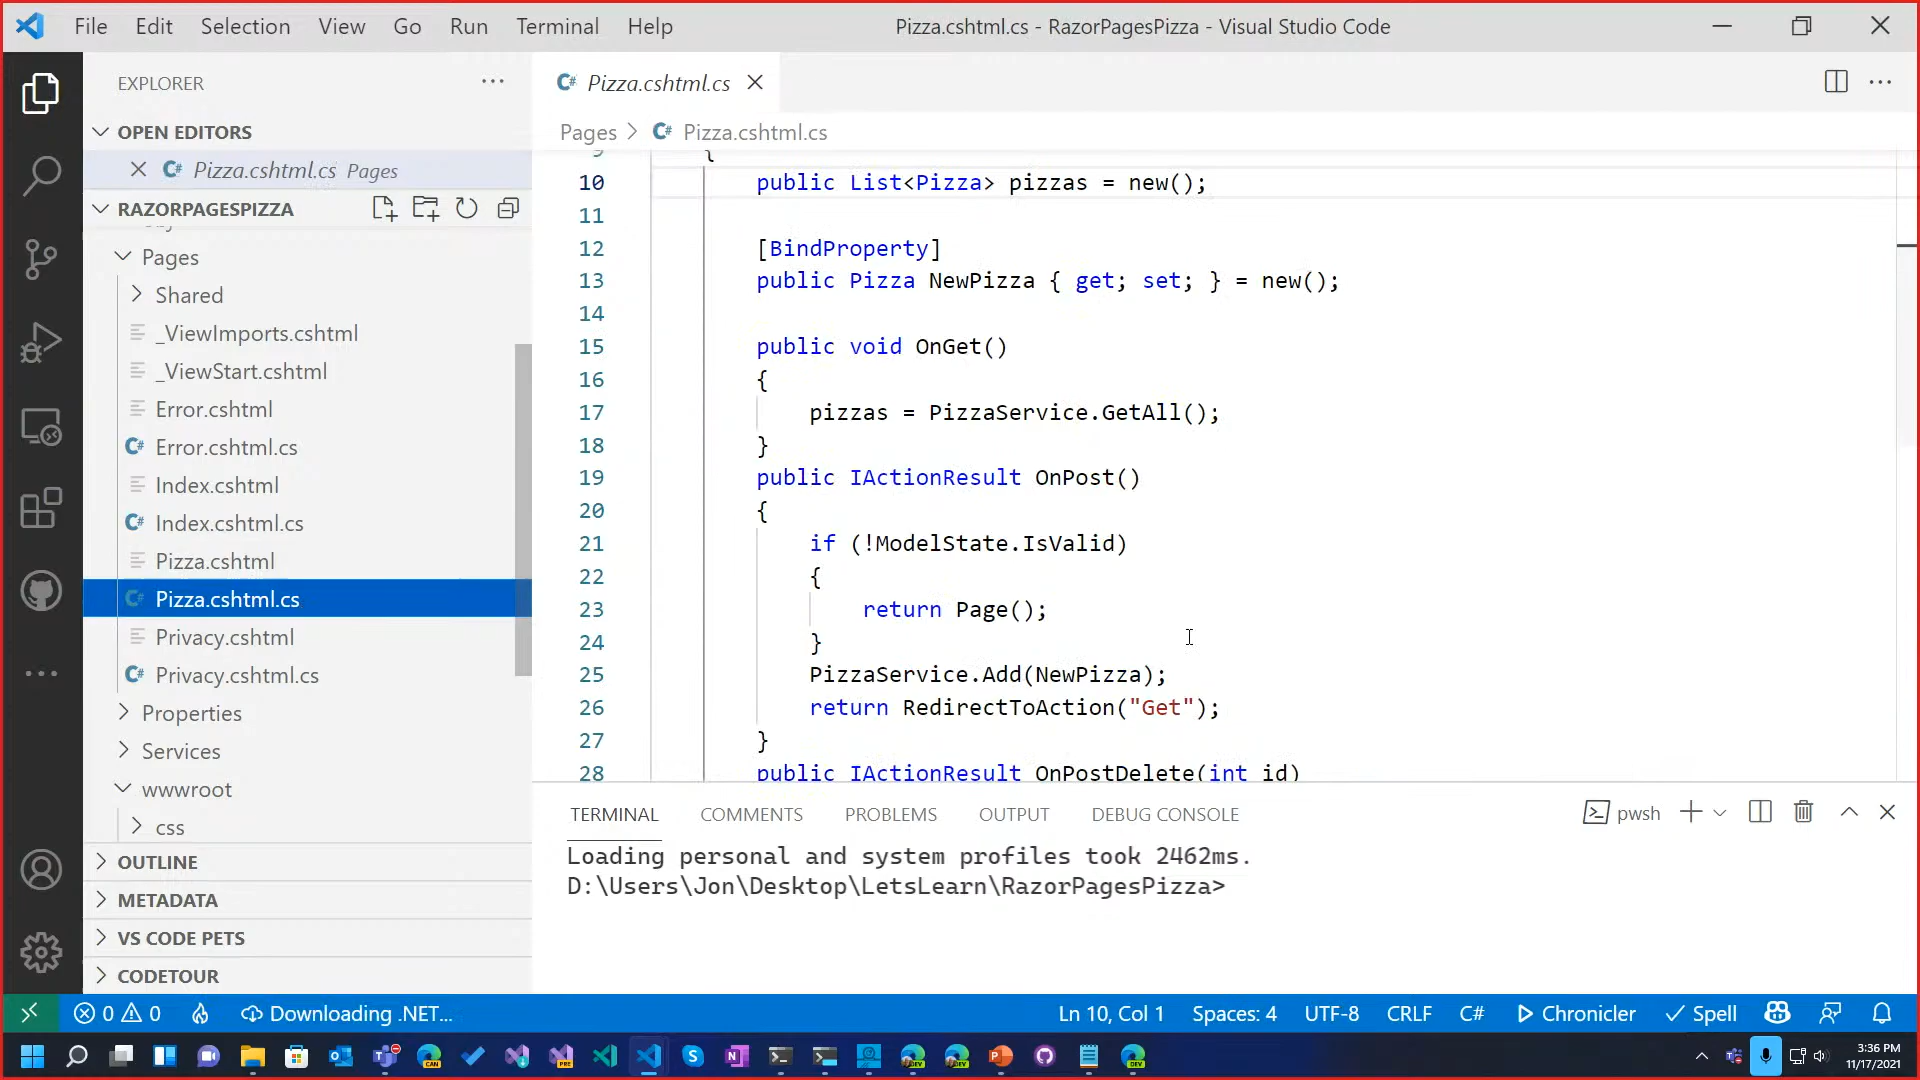 File Edit Selection View Go Run Terminal Help
Pizza.cshtml.cs - RazorPagesPizza - Visual Studio Code
EXPLORER
OPEN EDITORS
Pizza.cshtml.cs Pages
RAZORPAGESPIZZA
Pages
Shared
_ViewImports.cshtml
_ViewStart.cshtml
Error.cshtml
Error.cshtml.cs
Index.cshtml
Index.cshtml.cs
Pizza.cshtml
Pizza.cshtml.cs
Privacy.cshtml
Privacy.cshtml.cs
Properties
Services
wwwroot
css
OUTLINE
METADATA
VS CODE PETS
CODETOUR
Pizza.cshtml.cs
Pages > Pizza.cshtml.cs
9 {
10 public List<Pizza> pizzas = new();
11
12 [BindProperty]
13 public Pizza NewPizza { get; set; } = new();
14
15 public void OnGet()
16 {
17 pizzas = PizzaService.GetAll();
18 }
19 public IActionResult OnPost()
20 {
21 if (!ModelState.IsValid)
22 {
23 return Page();
24 }
25 PizzaService.Add(NewPizza);
26 return RedirectToAction("Get");
27 }
28 public IActionResult OnPostDelete(int id)
TERMINAL COMMENTS PROBLEMS OUTPUT DEBUG CONSOLE
pwsh
Loading personal and system profiles took 2462ms.
D:\Users\Jon\Desktop\LetsLearn\RazorPagesPizza>
0 0 Downloading .NET...
Ln 10, Col 1 Spaces: 4 UTF-8 CRLF C# Chronicler Spell
3:36 PM
11/17/2021